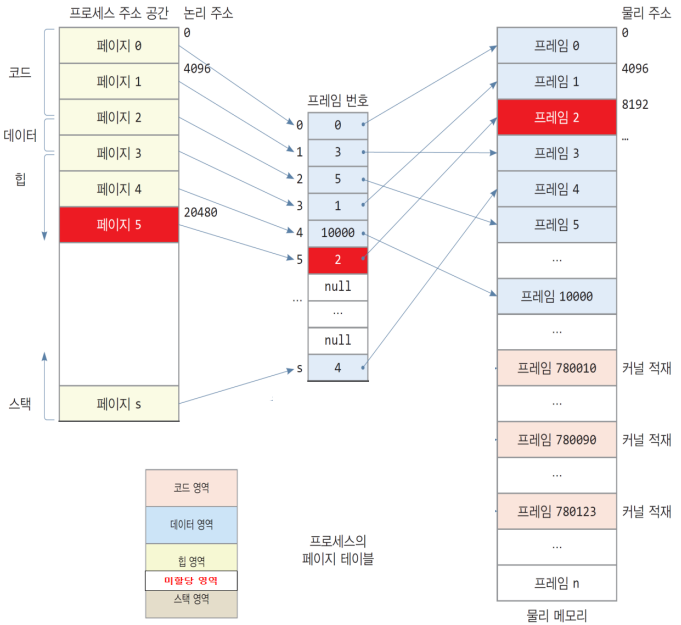 프로세스 주소 공간 논리 주소
물리 주소
페이지 0
0
페이지 1
4096
페이지 2
페이지 3
페이지 4
페이지 5
20480
페이지 s
코드
데이터
힙
스택
프레임 번호
0 0
1 3
2 5
3 1
4 10000
5 2
null
... ...
null
s 4
프로세스의
페이지 테이블
프레임 0
0
프레임 1
4096
프레임 2
8192
프레임 3
...
프레임 4
프레임 5
...
프레임 10000
...
프레임 780010 커널 적재
...
프레임 780090 커널 적재
...
프레임 780123 커널 적재
...
프레임 n
물리 메모리
코드 영역
데이터 영역
힙 영역
미할당 영역
스택 영역